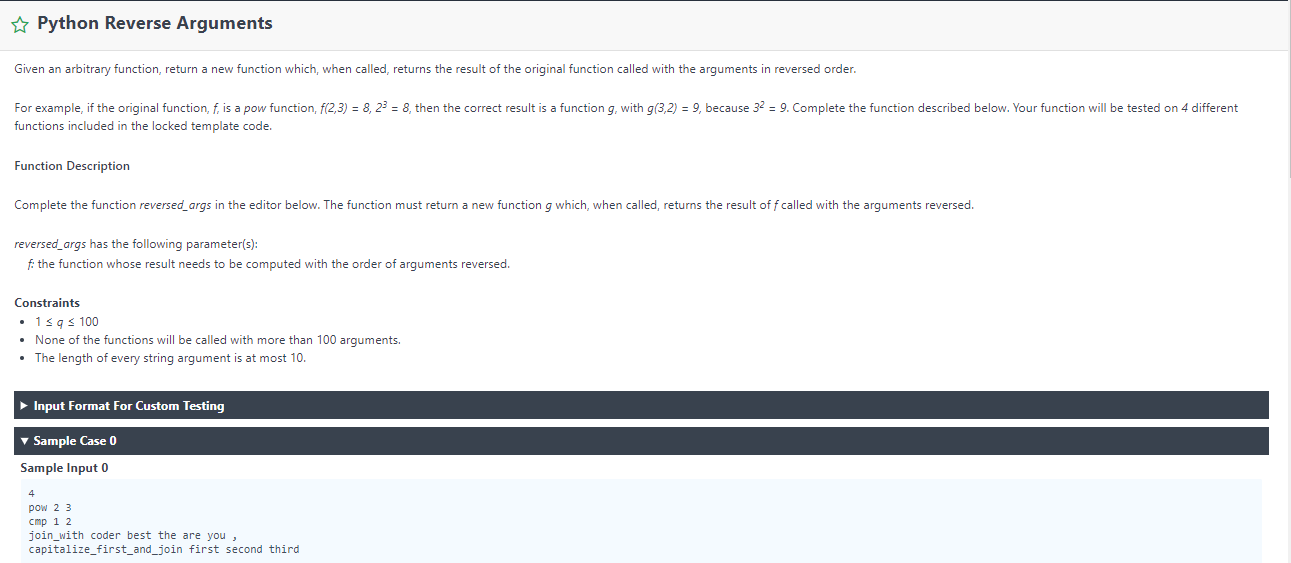 Python Reverse Arguments
Given an arbitrary function, return a new function which, when called, returns the result of the original function called with the arguments in reversed order.
For example, if the original function, f, is a pow function, f(2,3) = 8, 2³ = 8, then the correct result is a function g, with g(3,2) = 9, because 3² = 9. Complete the function described below. Your function will be tested on 4 different
functions included in the locked template code.
Function Description
Complete the function reversed_args in the editor below. The function must return a new function g which, when called, returns the result of f called with the arguments reversed.
reversed_args has the following parameter(s):
f: the function whose result needs to be computed with the order of arguments reversed.
Constraints
• 1 ≤ q ≤ 100
• None of the functions will be called with more than 100 arguments.
• The length of every string argument is at most 10.
▶ Input Format For Custom Testing
▼ Sample Case 0
Sample Input 0
4
pow 2 3
cmp 1 2
join_with coder best the are you ,
capitalize_first_and_join first second third